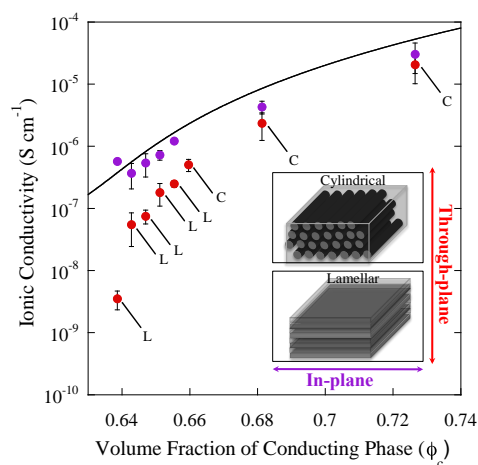 10⁻⁴
10⁻⁵
10⁻⁶
10⁻⁷
10⁻⁸
10⁻⁹
10⁻¹⁰
Ionic Conductivity (S cm⁻¹)
C
C
C
L
L
L
L
L
Cylindrical
Lamellar
Through-plane
In-plane
0.64 0.66 0.68 0.7 0.72 0.74
Volume Fraction of Conducting Phase (ϕ )
c